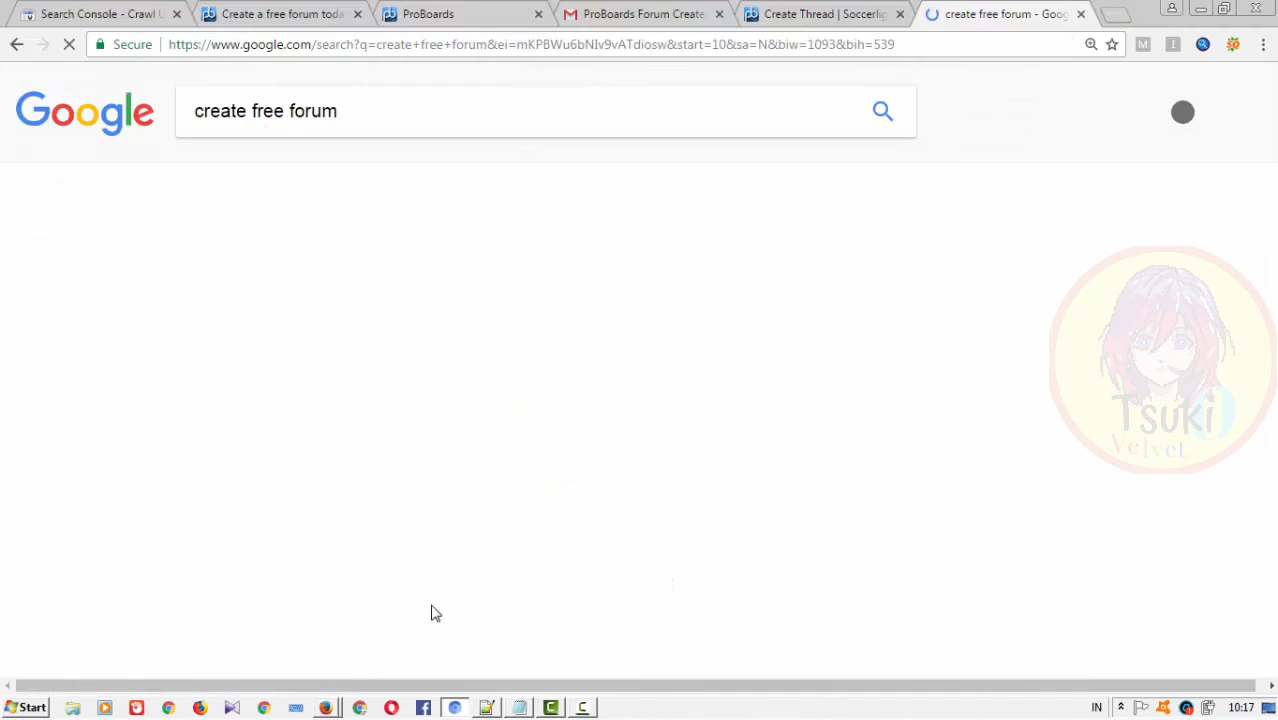 Search Console - Crawl U
Create a free forum toda
ProBoards
ProBoards Forum Create
Create Thread | Soccerlig
create free forum - Goog
Secure
https://www.google.com/search?q=create+free+forum&ei=mKPBWu6bNIv9vATdiosw&start=10&sa=N&biw=1093&bih=539
Google
create free forum
Tsuki
Velvet
Start
IN
10:17